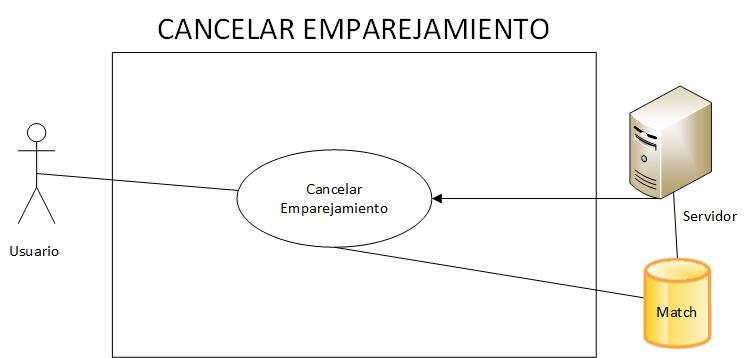 CANCELAR EMPAREJAMIENTO
Cancelar
Emparejamiento
Usuario
Servidor
Match